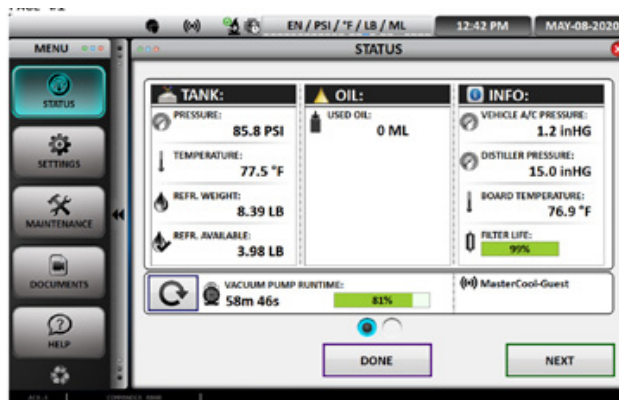 EN / PSI / °F / LB / ML
12:42 PM
MAY-08-2020
MENU
STATUS
STATUS
SETTINGS
MAINTENANCE
DOCUMENTS
HELP
TANK:
PRESSURE:
85.8 PSI
TEMPERATURE:
77.5 °F
REFR. WEIGHT:
8.39 LB
REFR. AVAILABLE:
3.98 LB
OIL:
USED OIL:
0 ML
INFO:
VEHICLE A/C PRESSURE:
1.2 inHG
DISTILLER PRESSURE:
15.0 inHG
BOARD TEMPERATURE:
76.9 °F
FILTER LIFE:
99%
VACUUM PUMP RUNTIME:
58m 46s
81%
MasterCool-Guest
DONE
NEXT